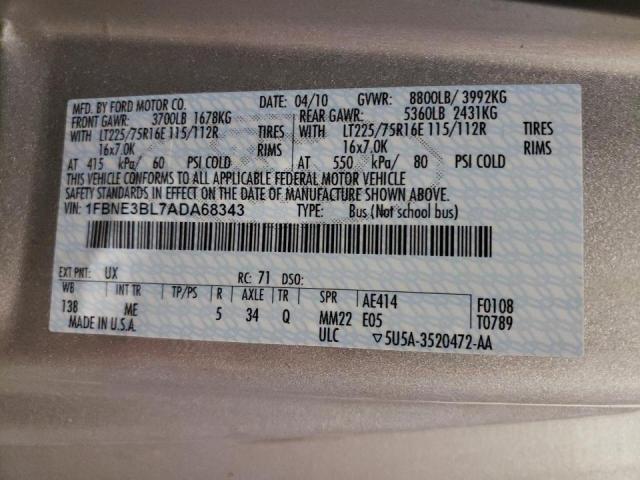 MFG. BY FORD MOTOR CO. DATE: 04/10 GVWR: 8800LB/ 3992KG
FRONT GAWR: 3700LB 1678KG REAR GAWR: 5360LB 2431KG
WITH LT225/75R16E 115/112R TIRES WITH LT225/75R16E 115/112R TIRES
16x7.0K RIMS 16x7.0K RIMS
AT 415 kPa/ 60 PSI COLD AT 550 kPa/ 80 PSI COLD
THIS VEHICLE CONFORMS TO ALL APPLICABLE FEDERAL MOTOR VEHICLE
SAFETY STANDARDS IN EFFECT ON THE DATE OF MANUFACTURE SHOWN ABOVE.
VIN: 1FBNE3BL7ADA68343 TYPE: Bus (Not school bus)
EXT PNT: UX RC: 71 DSO:
WB INT TR TP/PS R AXLE TR SPR AE414 F0108
138 ME 5 34 Q MM22 E05 T0789
MADE IN U.S.A. ULC ▽5U5A-3520472-AA